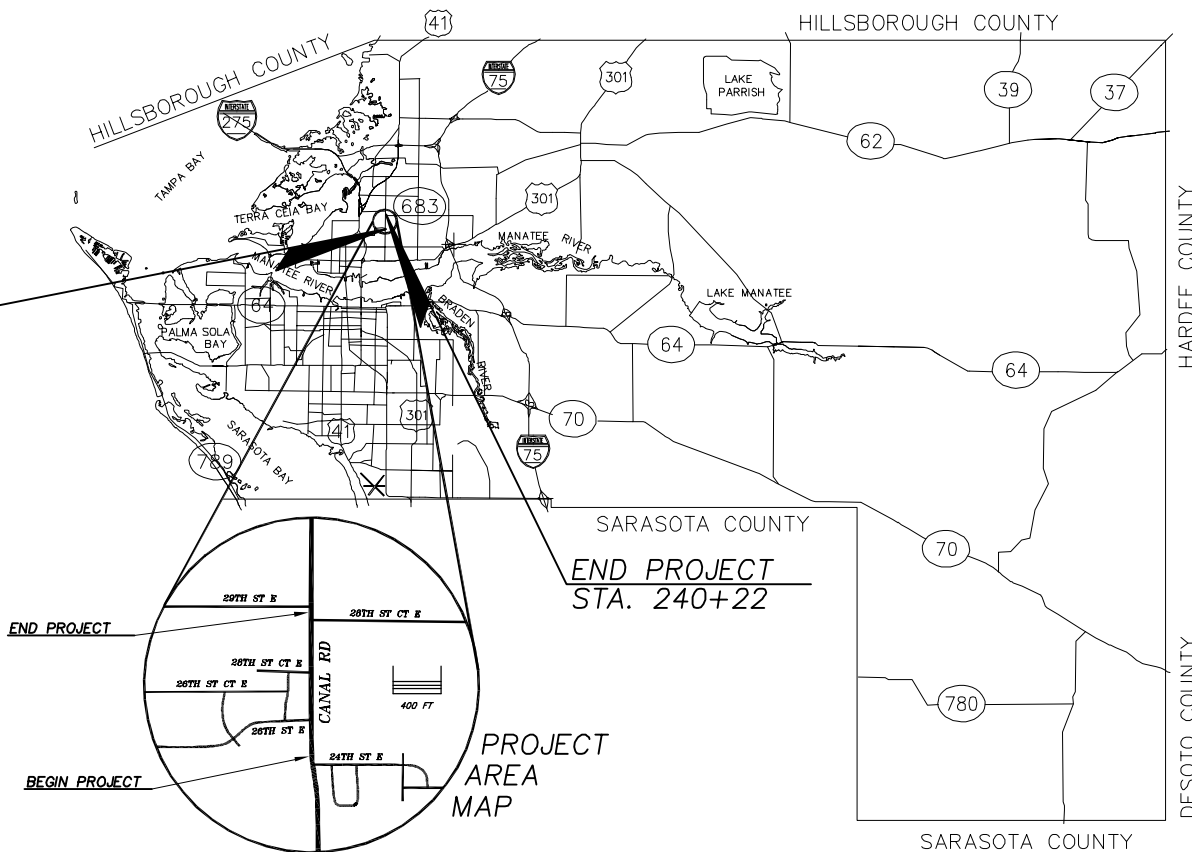 41
HILLSBOROUGH COUNTY
HILLSBOROUGH COUNTY
INTERSTATE
75
301
LAKE
PARRISH
39
37
INTERSTATE
275
62
TAMPA BAY
TERRA CEIA BAY
683
301
HARDEE COUNTY
MANATEE RIVER
MANATEE RIVER
64
LAKE MANATEE
BRADEN
RIVER
PALMA SOLA
BAY
64
64
301
70
41
SARASOTA BAY
789
INTERSTATE
75
SARASOTA COUNTY
70
END PROJECT
STA. 240+22
29TH ST E
28TH ST CT E
END PROJECT
28TH ST CT E
CANAL RD
26TH ST CT E
400 FT
780
26TH ST E
DESOTO COUNTY
PROJECT
AREA
MAP
24TH ST E
BEGIN PROJECT
SARASOTA COUNTY